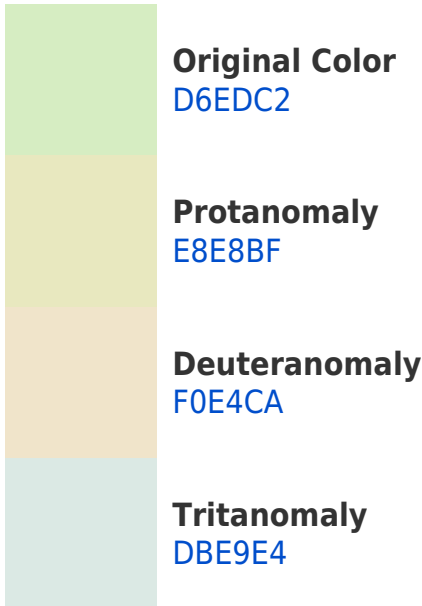 Original Color
D6EDC2
Protanomaly
E8E8BF
Deuteranomaly
F0E4CA
Tritanomaly
DBE9E4